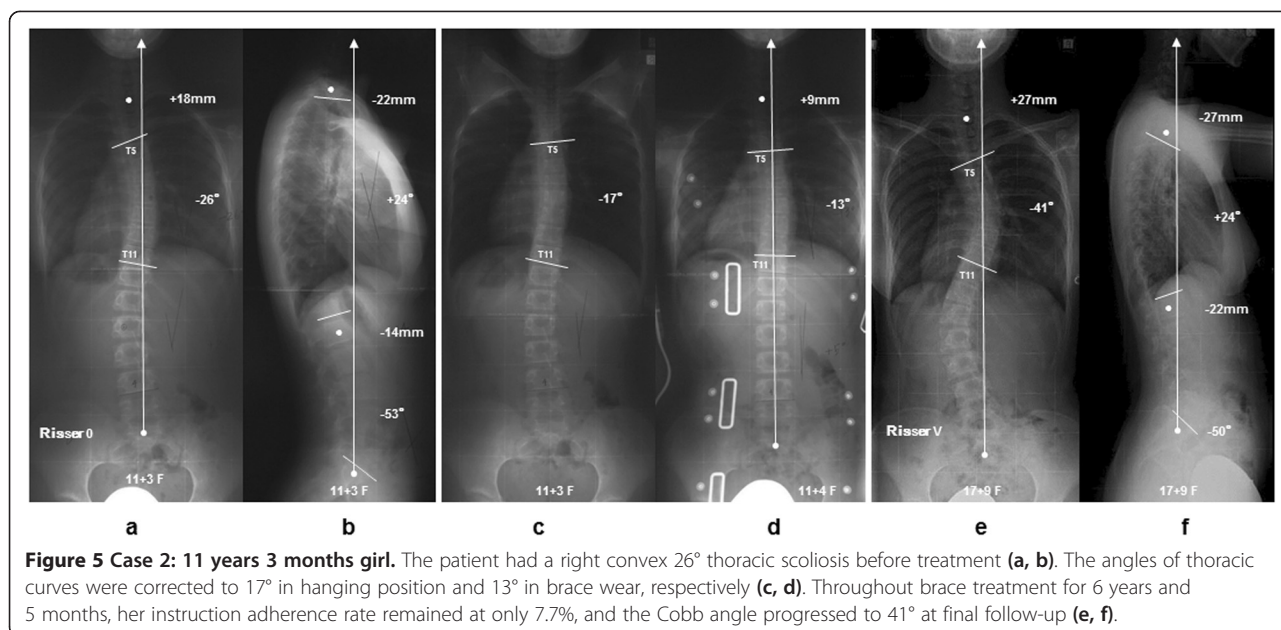 +18mm
T5
-26°
T11
Risser 0
11+3 F
-22mm
+24°
-14mm
-53°
11+3 F
T5
-17°
T11
11+3 F
+9mm
T5
-13°
T11
11+4 F
+27mm
T5
-41°
T11
Risser V
17+9 F
-27mm
+24°
-22mm
-50°
17+9 F
a b c d e f
Figure 5 Case 2: 11 years 3 months girl. The patient had a right convex 26° thoracic scoliosis before treatment (a, b). The angles of thoracic
curves were corrected to 17° in hanging position and 13° in brace wear, respectively (c, d). Throughout brace treatment for 6 years and
5 months, her instruction adherence rate remained at only 7.7%, and the Cobb angle progressed to 41° at final follow-up (e, f).